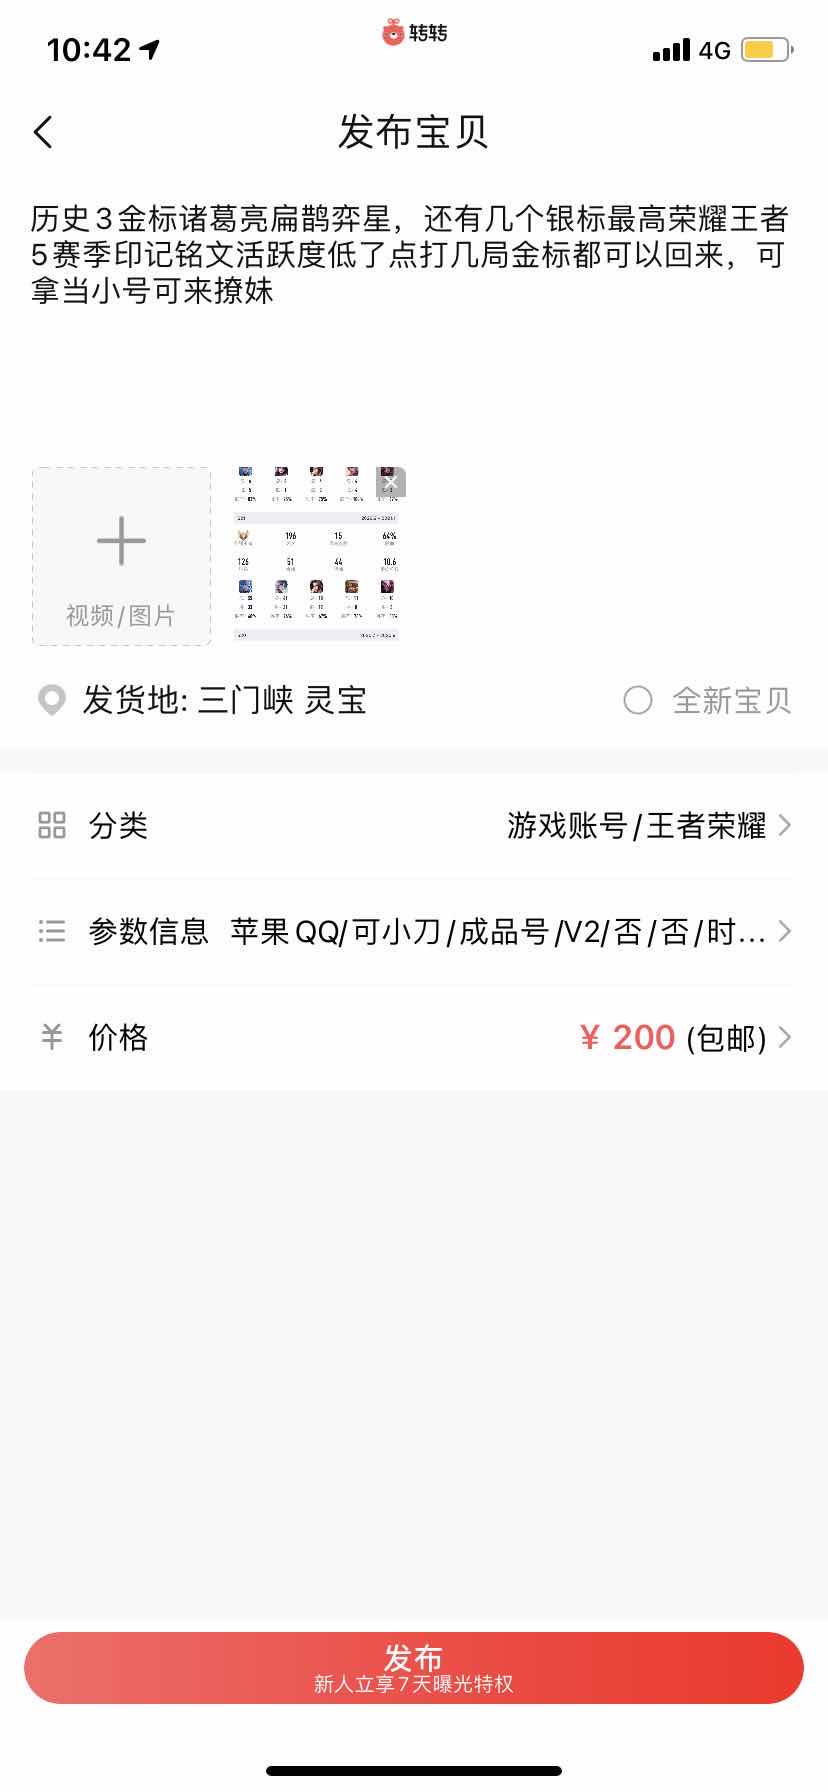 10:42
转转
4G
发布宝贝
历史3金标诸葛亮扁鹊弈星，还有几个银标最高荣耀王者
5赛季印记铭文活跃度低了点打几局金标都可以回来，可
拿当小号可来撩妹
196 15 64%
126 51 44 10.6
视频/图片
发货地: 三门峡 灵宝
全新宝贝
分类
游戏账号/王者荣耀
参数信息 苹果QQ/可小刀/成品号/V2/否/否/时...
价格
¥ 200 (包邮)
发布
新人立享7天曝光特权